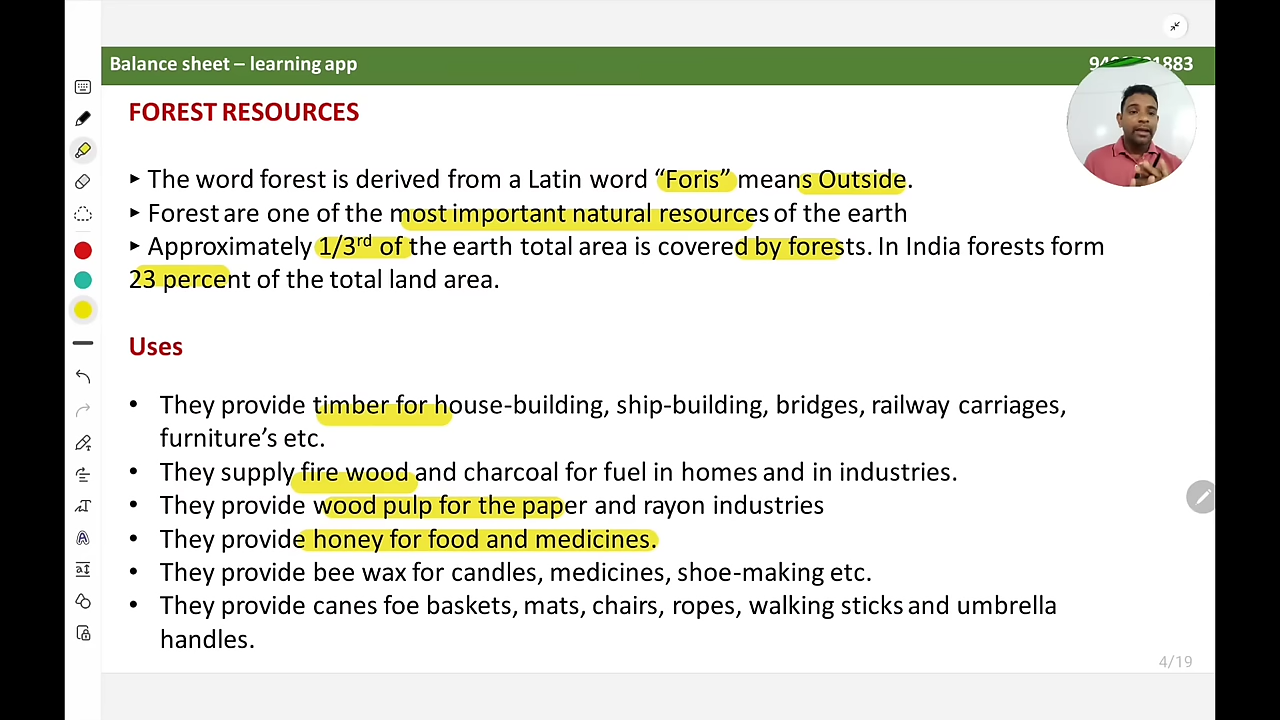 Balance sheet – learning app
FOREST RESOURCES
▸ The word forest is derived from a Latin word “Foris” means Outside.
▸ Forest are one of the most important natural resources of the earth
▸ Approximately 1/3rd of the earth total area is covered by forests. In India forests form
23 percent of the total land area.
Uses
• They provide timber for house-building, ship-building, bridges, railway carriages,
furniture’s etc.
• They supply fire wood and charcoal for fuel in homes and in industries.
• They provide wood pulp for the paper and rayon industries
• They provide honey for food and medicines.
• They provide bee wax for candles, medicines, shoe-making etc.
• They provide canes foe baskets, mats, chairs, ropes, walking sticks and umbrella
handles.
4/19